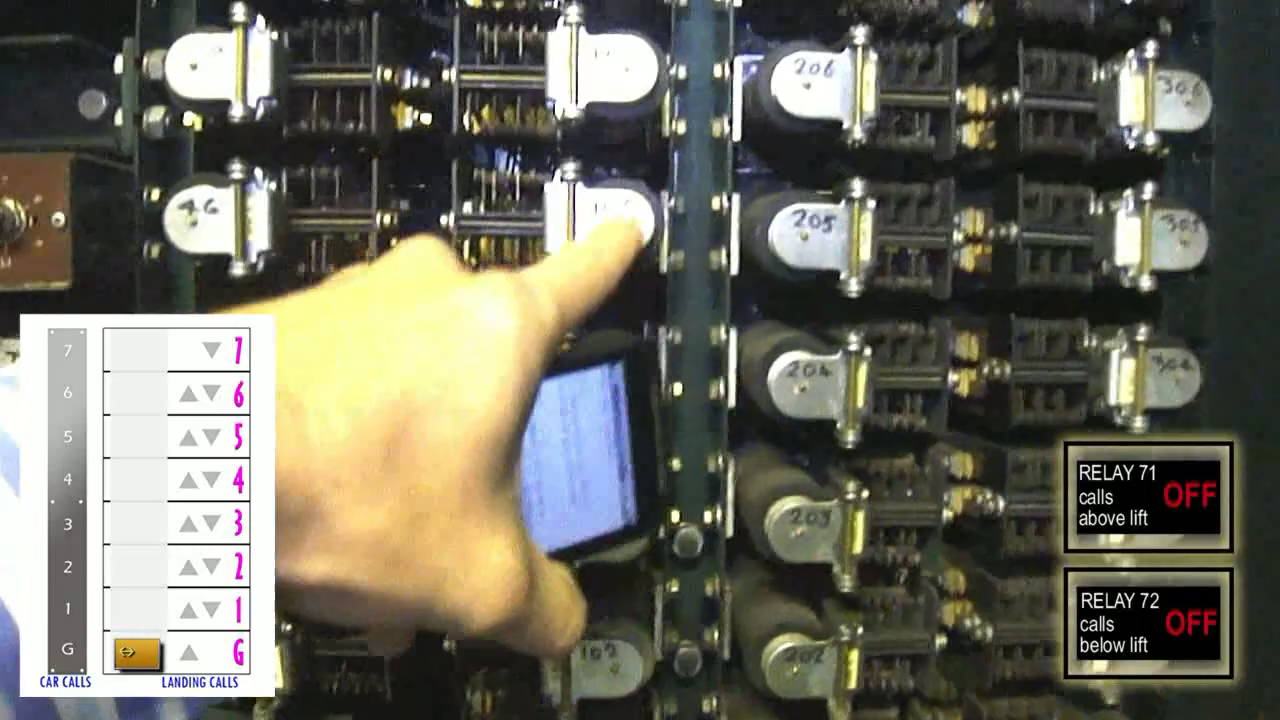 206
306
46
205
305
204
304
203
102
202
7
7
6
6
5
5
4
4
3
3
2
2
1
1
G
G
CAR CALLS
LANDING CALLS
RELAY 71
calls
above lift
OFF
RELAY 72
calls
below lift
OFF